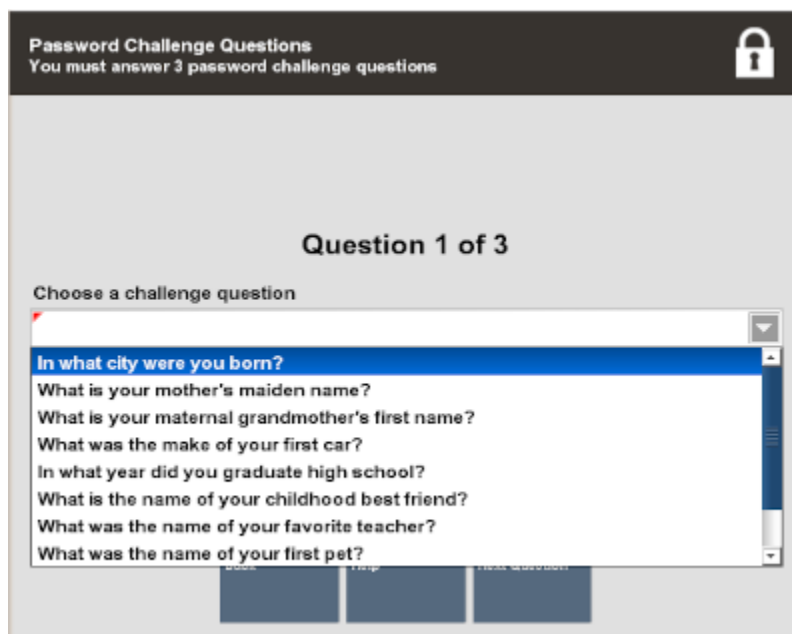 Password Challenge Questions
You must answer 3 password challenge questions
Question 1 of 3
Choose a challenge question
In what city were you born?
What is your mother's maiden name?
What is your maternal grandmother's first name?
What was the make of your first car?
In what year did you graduate high school?
What is the name of your childhood best friend?
What was the name of your favorite teacher?
What was the name of your first pet?
Back Help Next Question